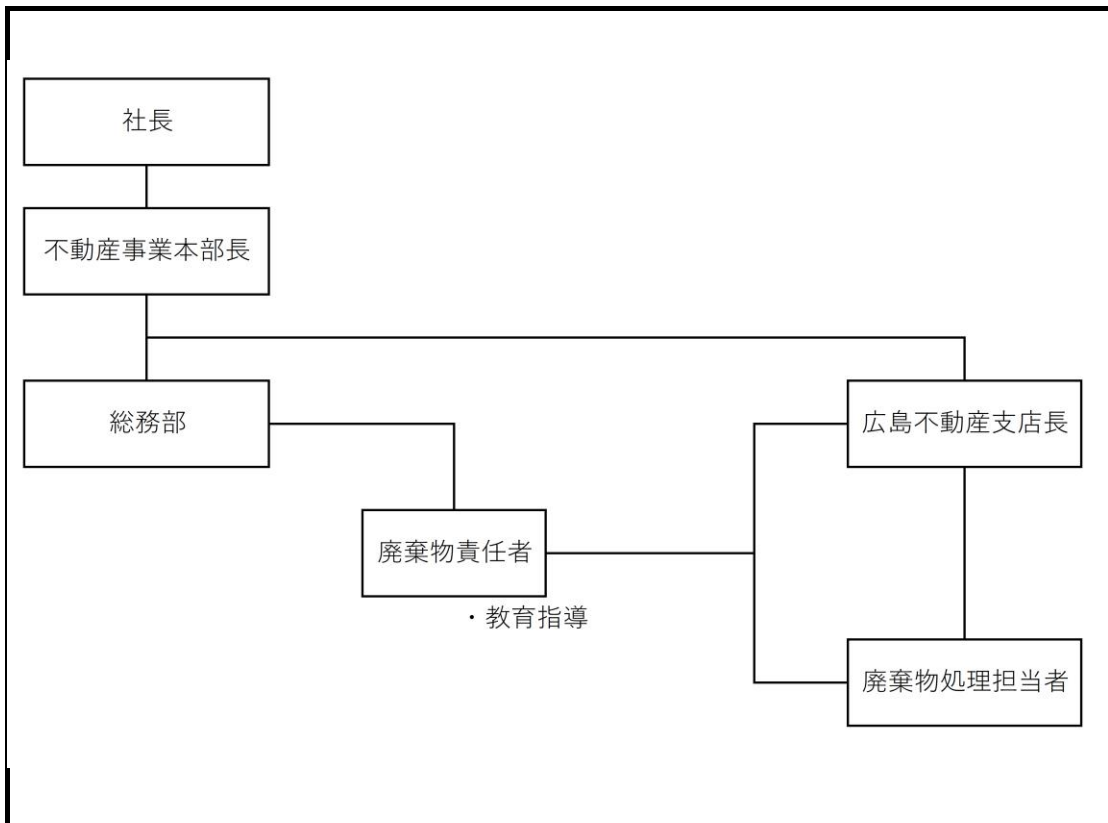 社長
不動産事業本部長
総務部
広島不動産支店長
廃棄物責任者
・教育指導
廃棄物処理担当者